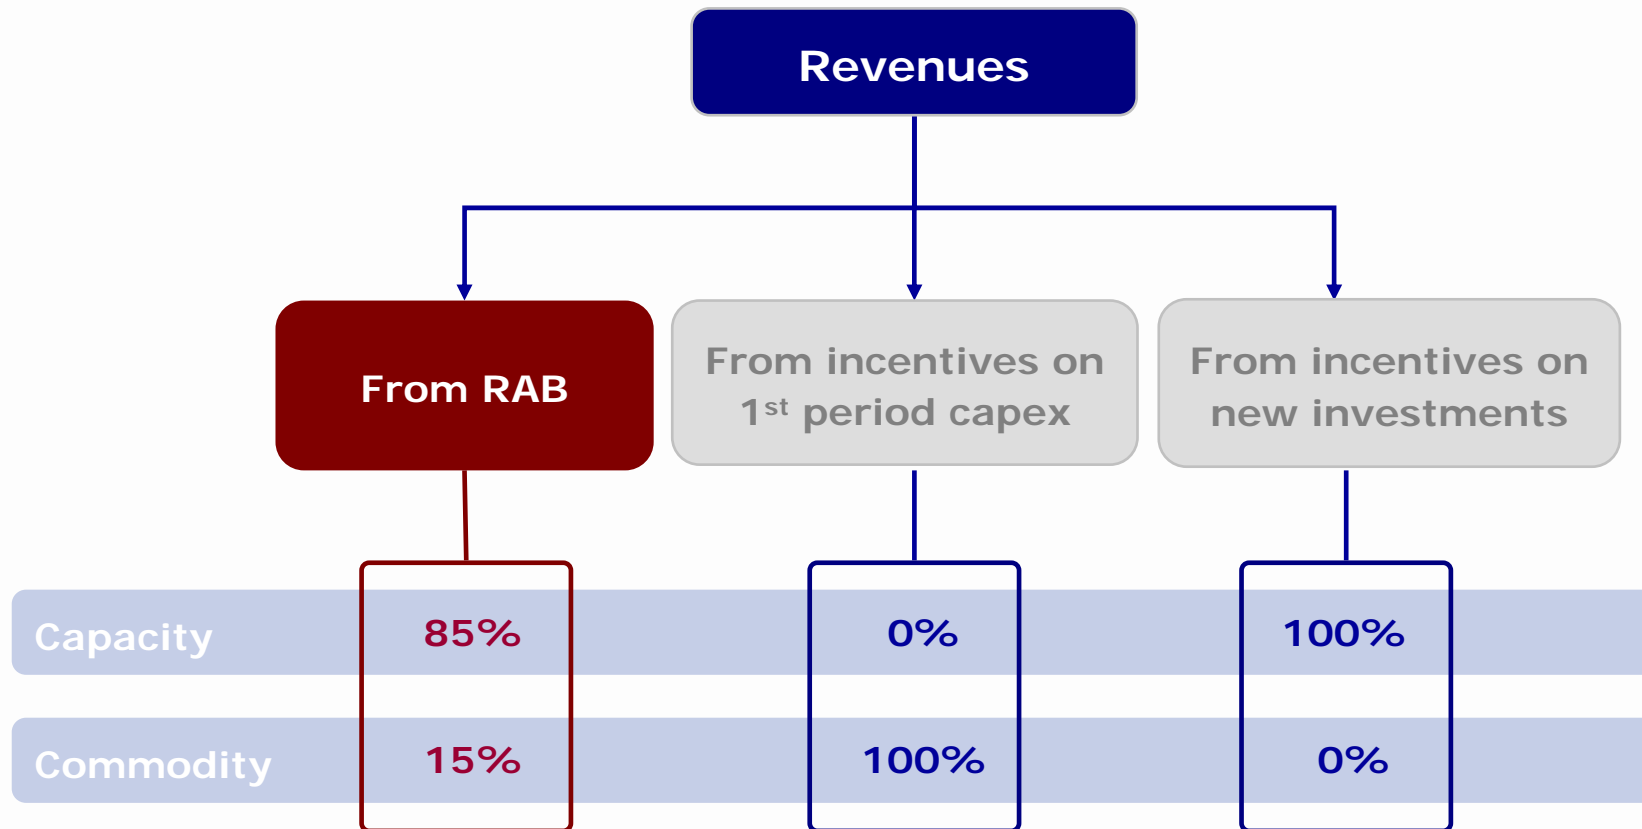 Revenues
From RAB
From incentives on
1st period capex
From incentives on
new investments
Capacity 85% 0% 100%
Commodity 15% 100% 0%